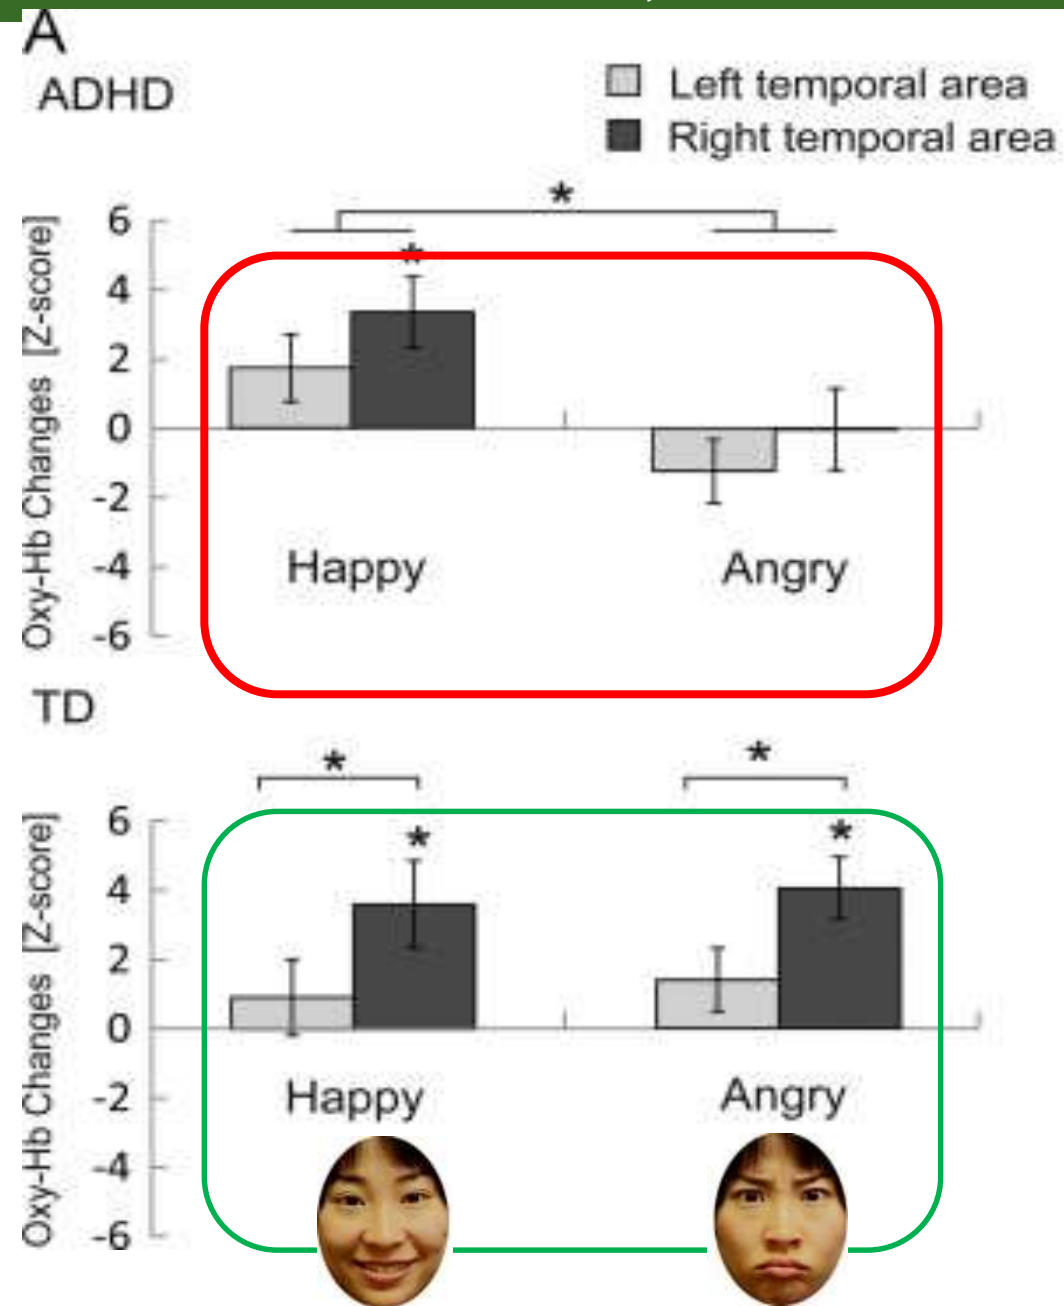 A
ADHD
Left temporal area
Right temporal area
*
*
Oxy-Hb Changes [Z-score]
6
4
2
0
-2
-4
-6
Happy Angry
TD
* *
* *
Oxy-Hb Changes [Z-score]
6
4
2
0
-2
-4
-6
Happy Angry